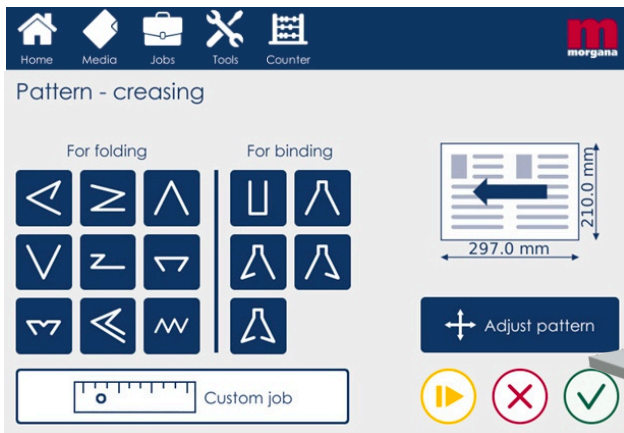 Home Media Jobs Tools Counter
m
morgana
Pattern - creasing
For folding For binding
210.0 mm
297.0 mm
Adjust pattern
Custom job